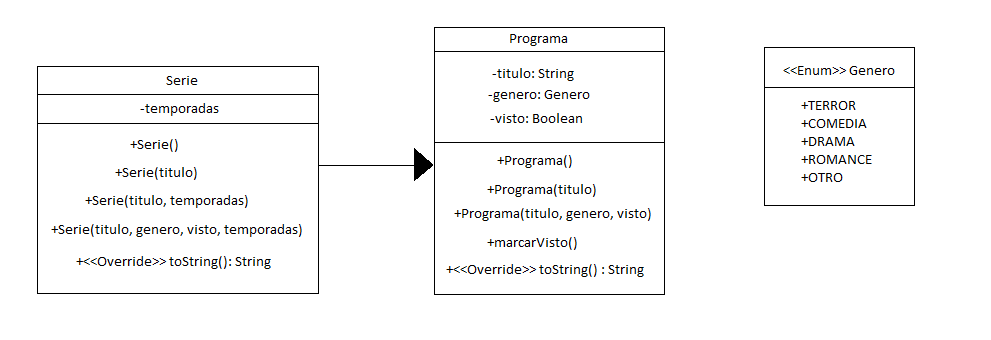 Serie
-temporadas
+Serie()
+Serie(titulo)
+Serie(titulo, temporadas)
+Serie(titulo, genero, visto, temporadas)
+<<Override>> toString(): String
Programa
-titulo: String
-genero: Genero
-visto: Boolean
+Programa()
+Programa(titulo)
+Programa(titulo, genero, visto)
+marcarVisto()
+<<Override>> toString() : String
<<Enum>> Genero
+TERROR
+COMEDIA
+DRAMA
+ROMANCE
+OTRO